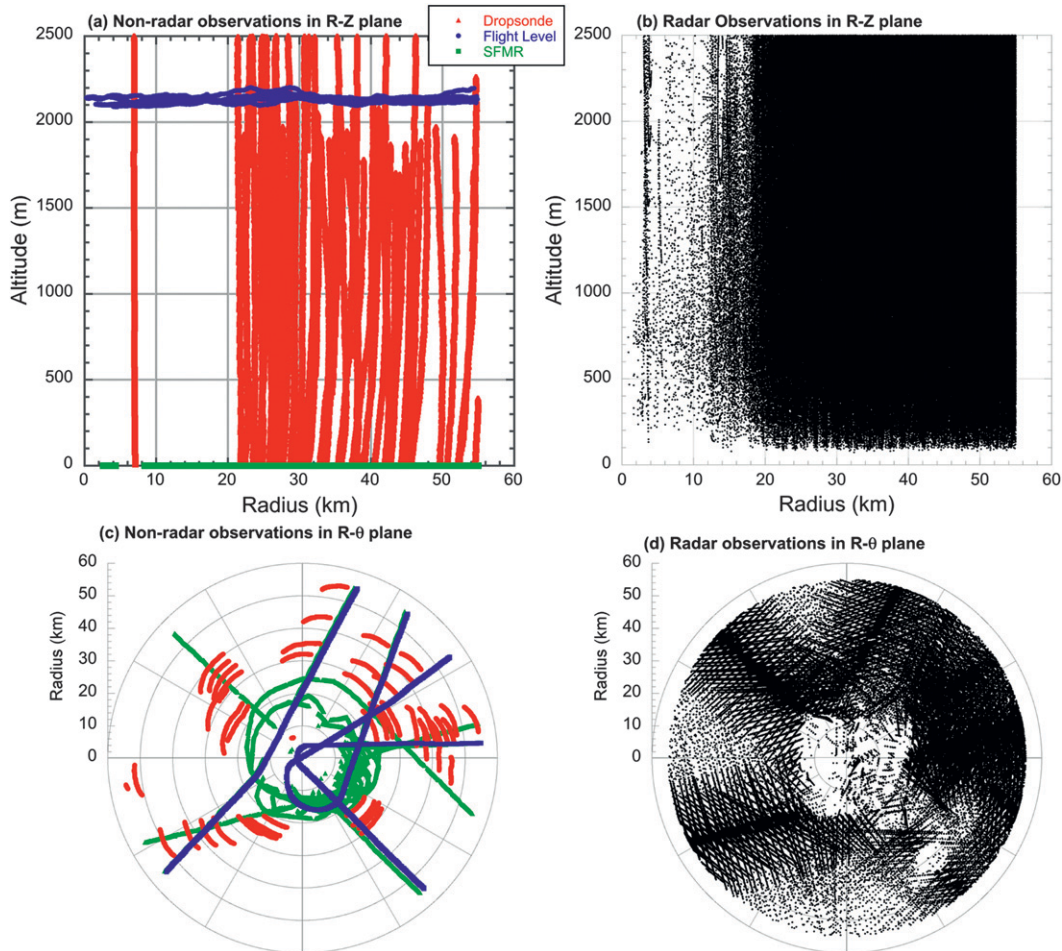 (a) Non-radar observations in R-Z plane
Dropsonde
Flight Level
SFMR
2500
2000
1500
1000
500
0
Altitude (m)
0 10 20 30 40 50 60
Radius (km)
(b) Radar Observations in R-Z plane
2500
2000
1500
1000
500
0
Altitude (m)
0 10 20 30 40 50 60
Radius (km)
(c) Non-radar observations in R-θ plane
60
50
40
30
20
10
0
Radius (km)
(d) Radar observations in R-θ plane
60
50
40
30
20
10
0
Radius (km)